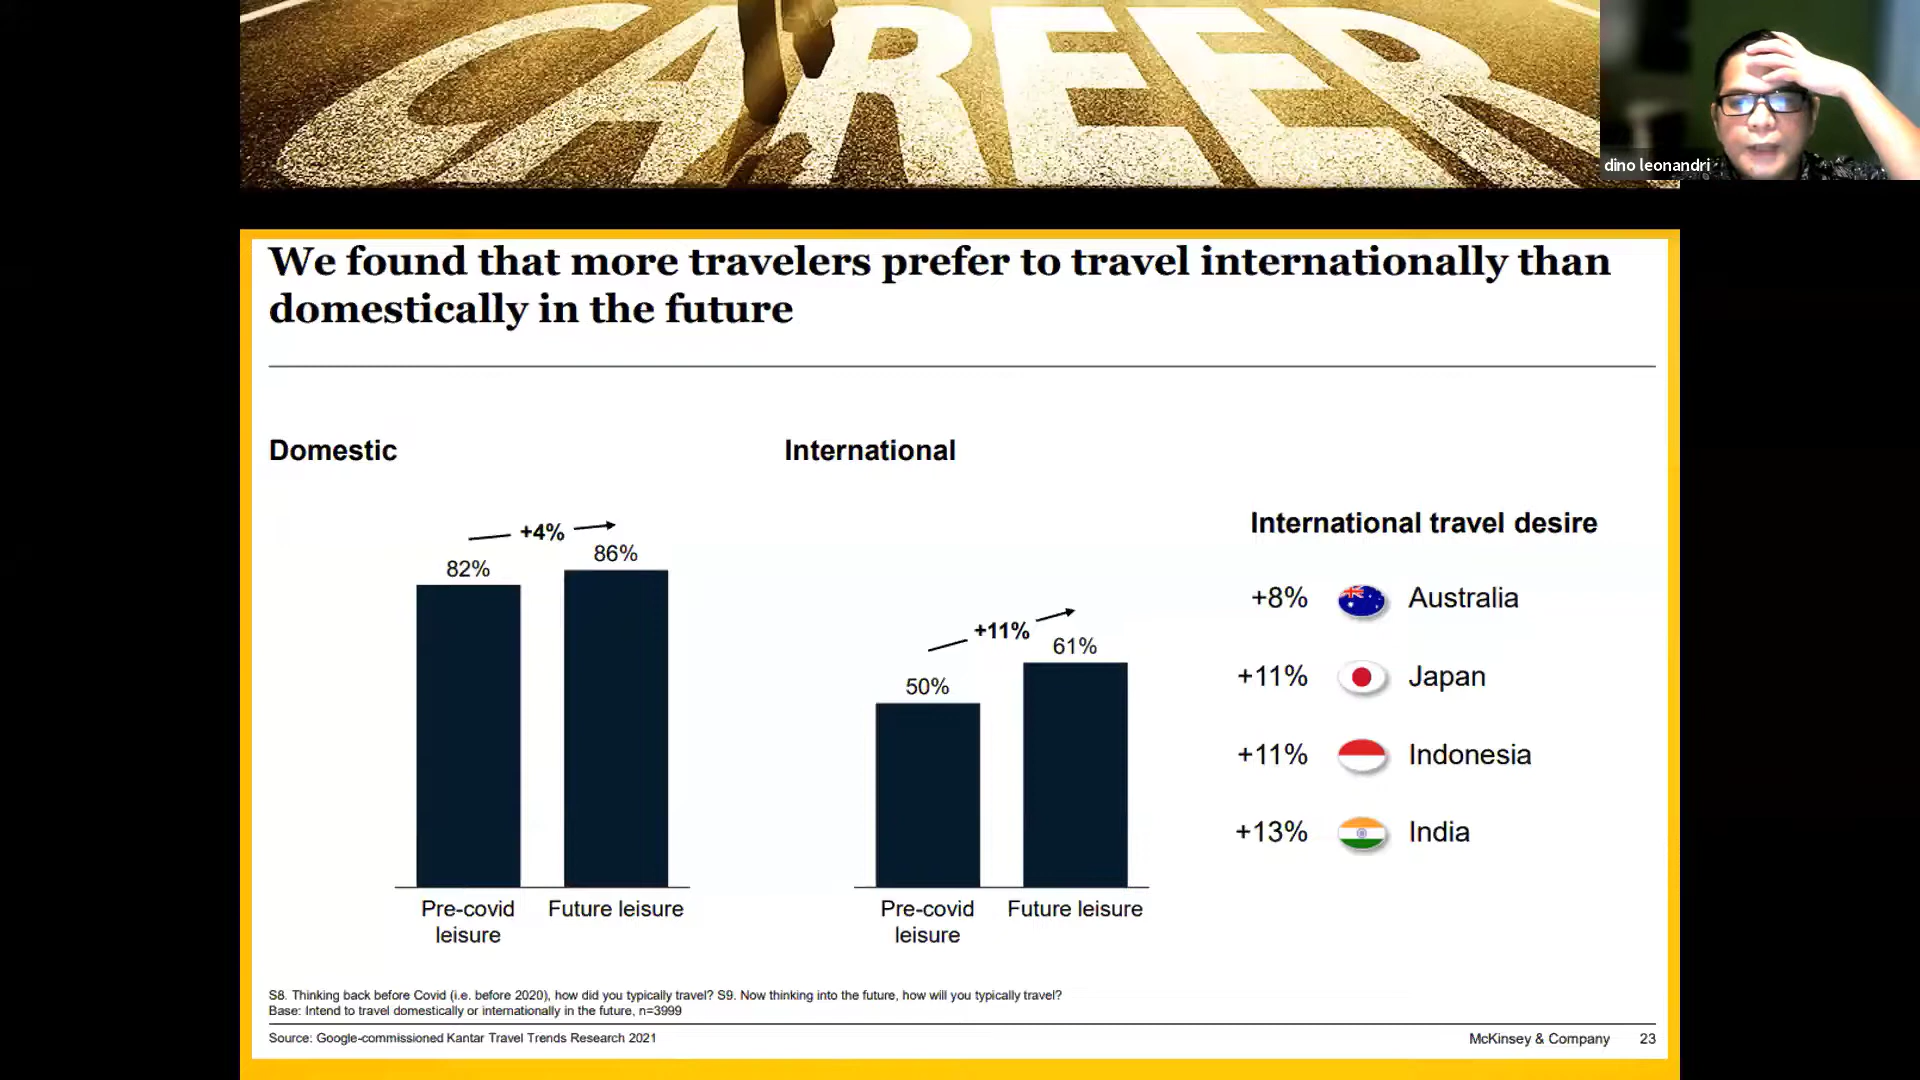 CAREER
dino leonandri
We found that more travelers prefer to travel internationally than
domestically in the future
Domestic
+4%
82%
86%
Pre-covid
leisure
Future leisure
International
+11%
50%
61%
Pre-covid
leisure
Future leisure
International travel desire
+8% Australia
+11% Japan
+11% Indonesia
+13% India
S8. Thinking back before Covid (i.e. before 2020), how did you typically travel? S9. Now thinking into the future, how will you typically travel?
Base: Intend to travel domestically or internationally in the future, n=3999
Source: Google-commissioned Kantar Travel Trends Research 2021
McKinsey & Company 23